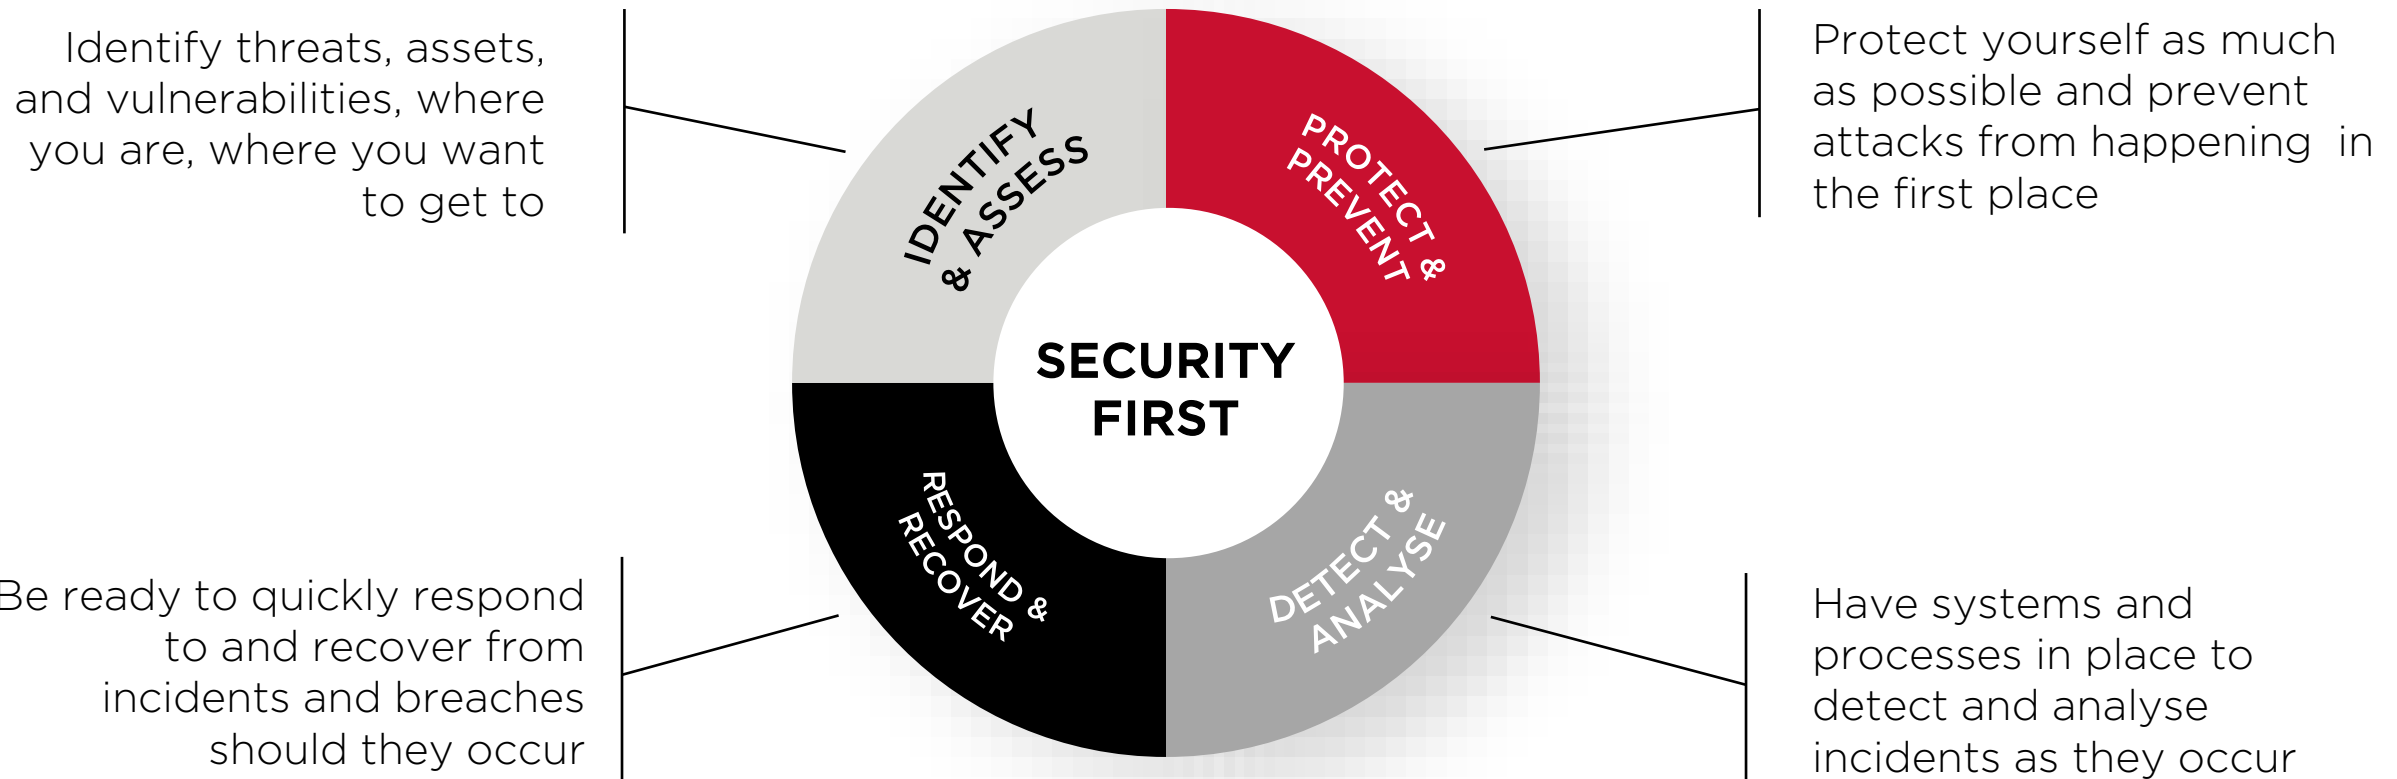 Identify threats, assets,
and vulnerabilities, where
you are, where you want
to get to
IDENTIFY
& ASSESS
PROTECT &
PREVENT
Protect yourself as much
as possible and prevent
attacks from happening  in
the first place
SECURITY
FIRST
Be ready to quickly respond
to and recover from
incidents and breaches
should they occur
RESPOND &
RECOVER
DETECT &
ANALYSE
Have systems and
processes in place to
detect and analyse
incidents as they occur